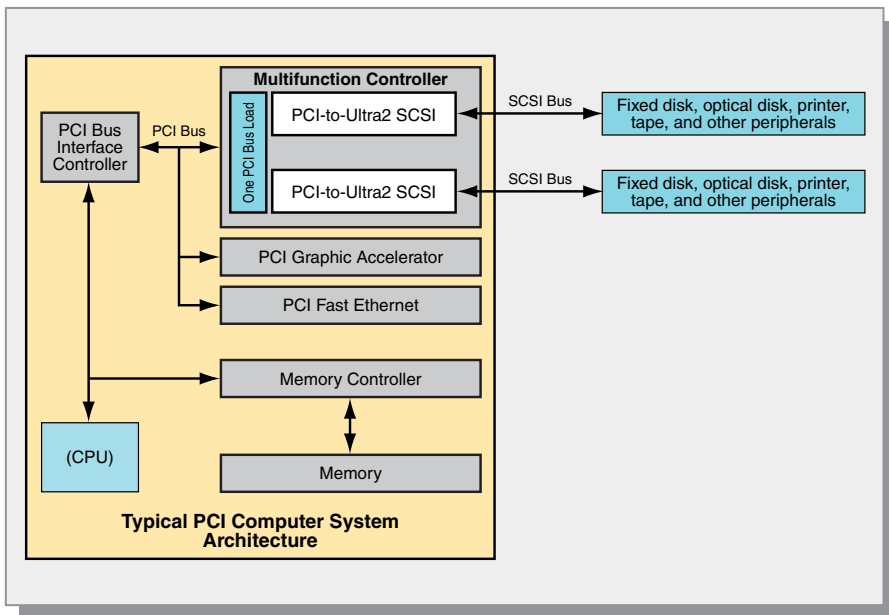 Multifunction Controller
PCI Bus
Interface
Controller
PCI Bus
One PCI Bus Load
PCI-to-Ultra2 SCSI
SCSI Bus
Fixed disk, optical disk, printer,
tape, and other peripherals
PCI-to-Ultra2 SCSI
SCSI Bus
Fixed disk, optical disk, printer,
tape, and other peripherals
PCI Graphic Accelerator
PCI Fast Ethernet
Memory Controller
(CPU)
Memory
Typical PCI Computer System
Architecture